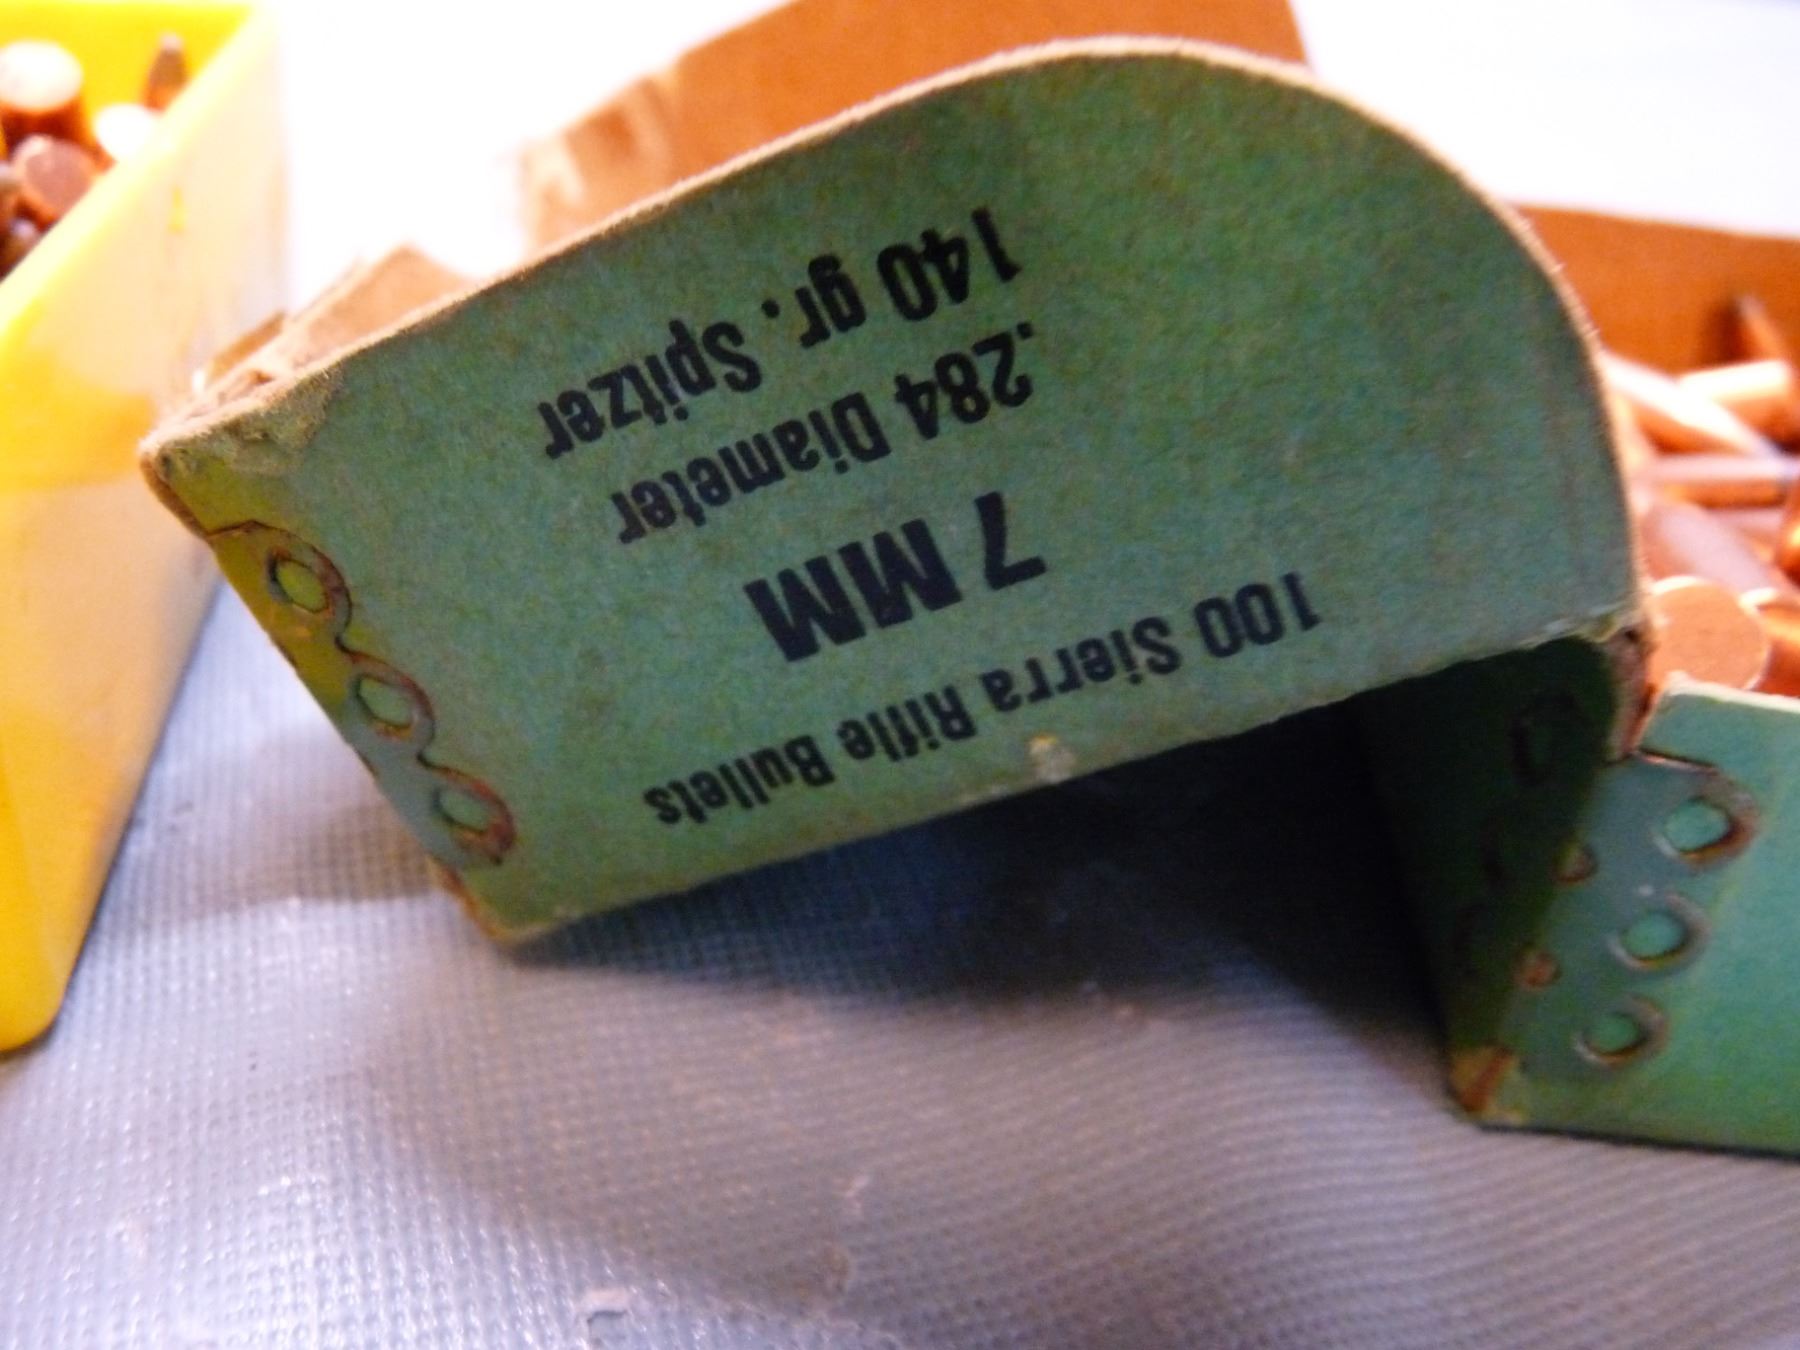 100 Sierra Rifle Bullets
7 MM
.284 Diameter
140 gr. Spitzer